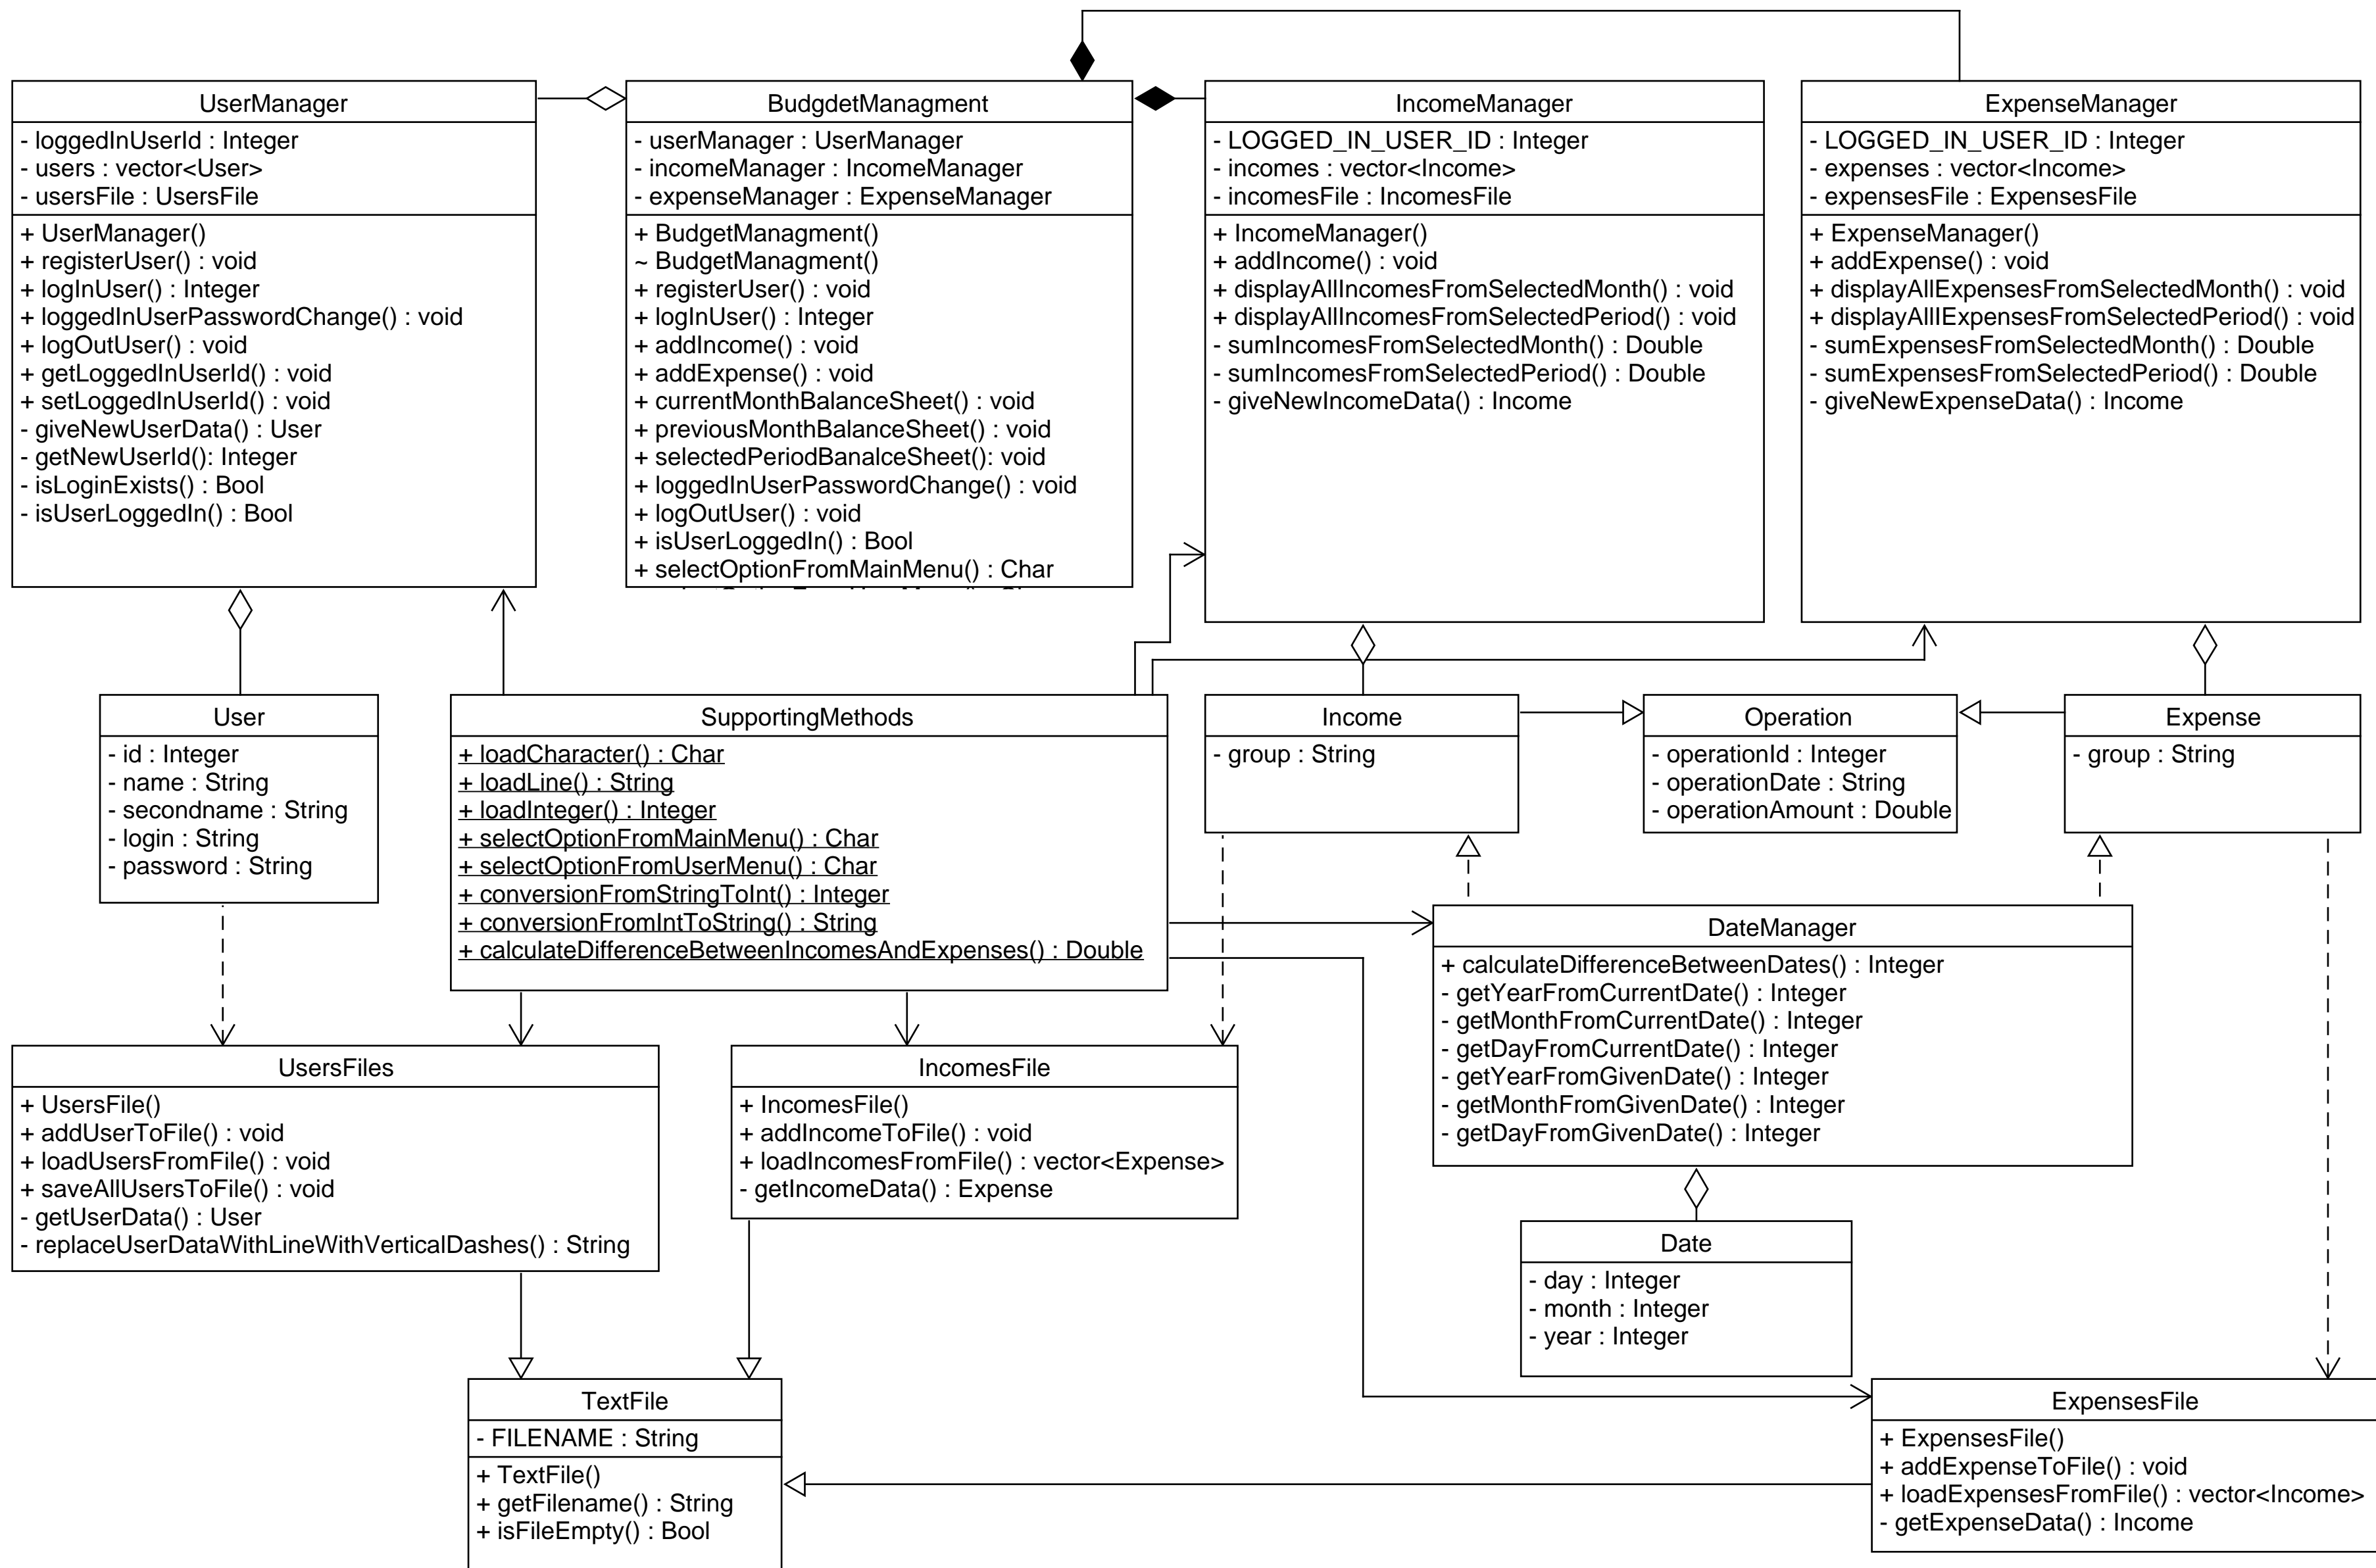 UserManager
- loggedInUserId : Integer
- users : vector<User>
- usersFile : UsersFile
+ UserManager()
+ registerUser() : void
+ logInUser() : Integer
+ loggedInUserPasswordChange() : void
+ logOutUser() : void
+ getLoggedInUserId() : void
+ setLoggedInUserId() : void
- giveNewUserData() : User
- getNewUserId(): Integer
- isLoginExists() : Bool
- isUserLoggedIn() : Bool
BudgdetManagment
- userManager : UserManager
- incomeManager : IncomeManager
- expenseManager : ExpenseManager
+ BudgetManagment()
~ BudgetManagment()
+ registerUser() : void
+ logInUser() : Integer
+ addIncome() : void
+ addExpense() : void
+ currentMonthBalanceSheet() : void
+ previousMonthBalanceSheet() : void
+ selectedPeriodBanalceSheet(): void
+ loggedInUserPasswordChange() : void
+ logOutUser() : void
+ isUserLoggedIn() : Bool
+ selectOptionFromMainMenu() : Char
IncomeManager
- LOGGED_IN_USER_ID : Integer
- incomes : vector<Income>
- incomesFile : IncomesFile
+ IncomeManager()
+ addIncome() : void
+ displayAllIncomesFromSelectedMonth() : void
+ displayAllIncomesFromSelectedPeriod() : void
- sumIncomesFromSelectedMonth() : Double
- sumIncomesFromSelectedPeriod() : Double
- giveNewIncomeData() : Income
ExpenseManager
- LOGGED_IN_USER_ID : Integer
- expenses : vector<Income>
- expensesFile : ExpensesFile
+ ExpenseManager()
+ addExpense() : void
+ displayAllExpensesFromSelectedMonth() : void
+ displayAllIExpensesFromSelectedPeriod() : void
- sumExpensesFromSelectedMonth() : Double
- sumExpensesFromSelectedPeriod() : Double
- giveNewExpenseData() : Income
User
- id : Integer
- name : String
- secondname : String
- login : String
- password : String
SupportingMethods
+ loadCharacter() : Char
+ loadLine() : String
+ loadInteger() : Integer
+ selectOptionFromMainMenu() : Char
+ selectOptionFromUserMenu() : Char
+ conversionFromStringToInt() : Integer
+ conversionFromIntToString() : String
+ calculateDifferenceBetweenIncomesAndExpenses() : Double
Income
- group : String
Operation
- operationId : Integer
- operationDate : String
- operationAmount : Double
Expense
- group : String
DateManager
+ calculateDifferenceBetweenDates() : Integer
- getYearFromCurrentDate() : Integer
- getMonthFromCurrentDate() : Integer
- getDayFromCurrentDate() : Integer
- getYearFromGivenDate() : Integer
- getMonthFromGivenDate() : Integer
- getDayFromGivenDate() : Integer
UsersFiles
+ UsersFile()
+ addUserToFile() : void
+ loadUsersFromFile() : void
+ saveAllUsersToFile() : void
- getUserData() : User
- replaceUserDataWithLineWithVerticalDashes() : String
IncomesFile
+ IncomesFile()
+ addIncomeToFile() : void
+ loadIncomesFromFile() : vector<Expense>
- getIncomeData() : Expense
Date
- day : Integer
- month : Integer
- year : Integer
TextFile
- FILENAME : String
+ TextFile()
+ getFilename() : String
+ isFileEmpty() : Bool
ExpensesFile
+ ExpensesFile()
+ addExpenseToFile() : void
+ loadExpensesFromFile() : vector<Income>
- getExpenseData() : Income